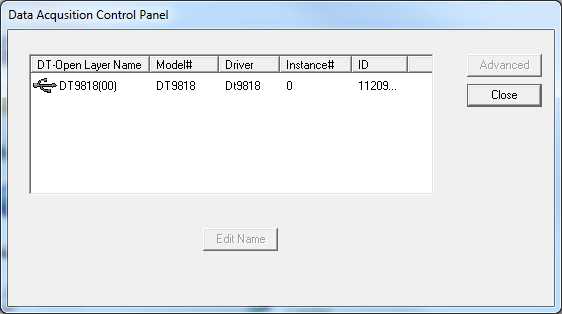 Data Acqusition Control Panel
DT-Open Layer Name Model# Driver Instance# ID
DT9818(00) DT9818 Dt9818 0 11209...
Advanced
Close
Edit Name